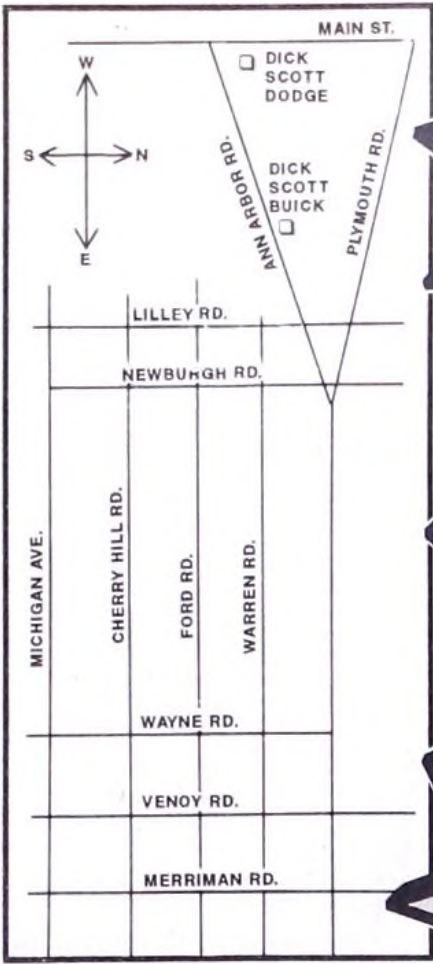 MAIN ST.
DICK
SCOTT
DODGE
W
S
N
E
ANN ARBOR RD.
PLYMOUTH RD.
DICK
SCOTT
BUICK
LILLEY RD.
NEWBURGH RD.
MICHIGAN AVE.
CHERRY HILL RD.
FORD RD.
WARREN RD.
WAYNE RD.
VENOY RD.
MERRIMAN RD.